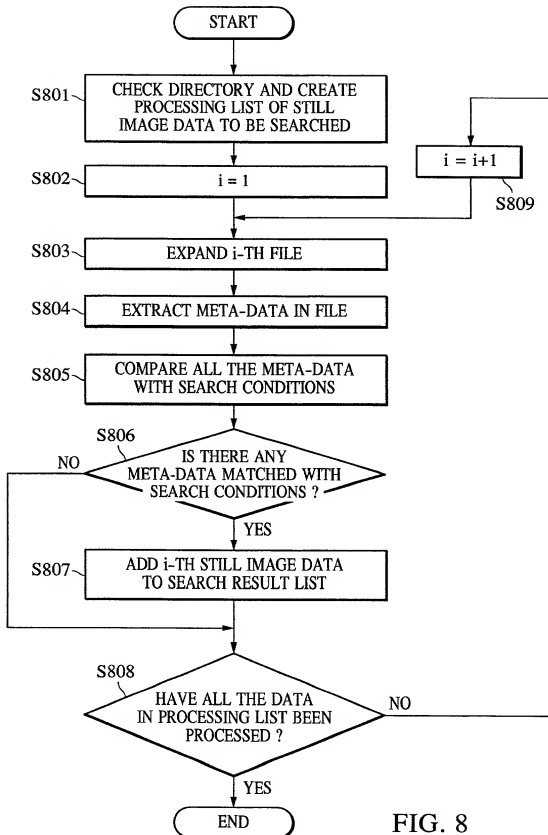 START
S801
CHECK DIRECTORY AND CREATE
PROCESSING LIST OF STILL
IMAGE DATA TO BE SEARCHED
S802
i = 1
i = i+1
S809
S803
EXPAND i-TH FILE
S804
EXTRACT META-DATA IN FILE
S805
COMPARE ALL THE META-DATA
WITH SEARCH CONDITIONS
S806
IS THERE ANY
META-DATA MATCHED WITH
SEARCH CONDITIONS ?
NO
YES
S807
ADD i-TH STILL IMAGE DATA
TO SEARCH RESULT LIST
S808
HAVE ALL THE DATA
IN PROCESSING LIST BEEN
PROCESSED ?
NO
YES
END
FIG. 8